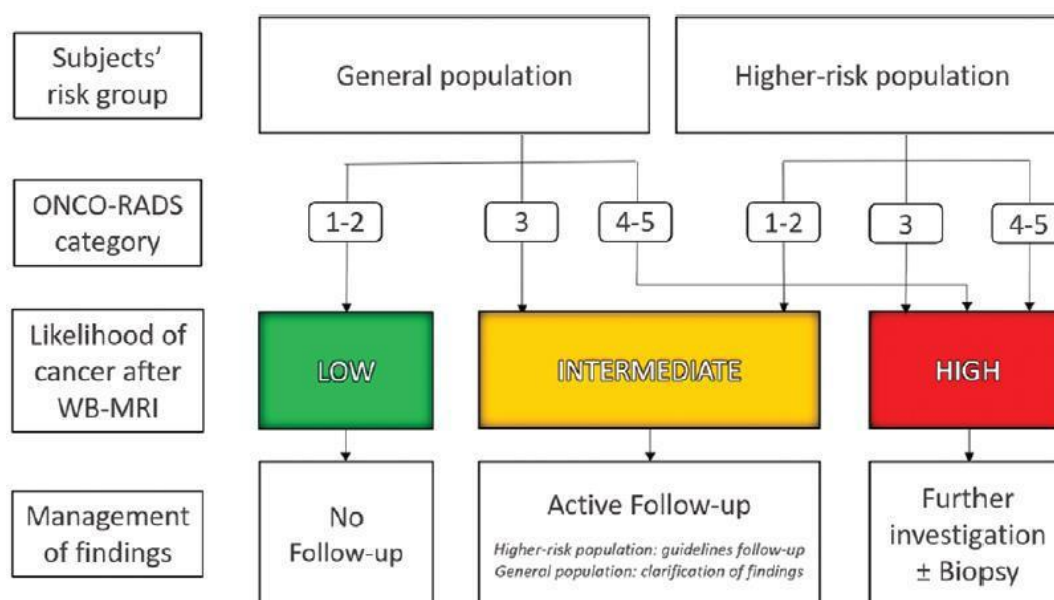 Subjects'
risk group
General population
Higher-risk population
ONCO-RADS
category
1-2
3
4-5
1-2
3
4-5
Likelihood of
cancer after
WB-MRI
LOW
INTERMEDIATE
HIGH
Management
of findings
No
Follow-up
Active Follow-up
Higher-risk population: guidelines follow-up
General population: clarification of findings
Further
investigation
± Biopsy